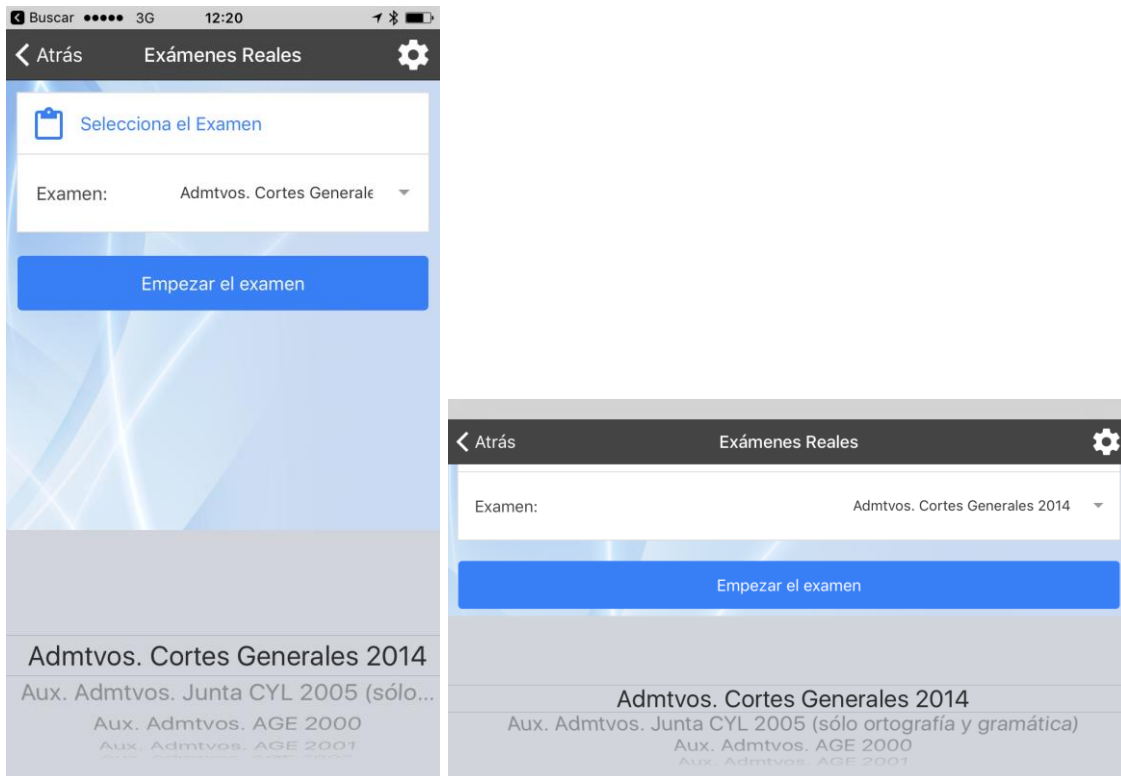 Buscar 3G 12:20
Atrás Exámenes Reales
Selecciona el Examen
Examen: Admtvos. Cortes Generale
Empezar el examen
Admtvos. Cortes Generales 2014
Aux. Admtvos. Junta CYL 2005 (sólo...
Aux. Admtvos. AGE 2000
Aux. Admtvos. AGE 2001
Atrás Exámenes Reales
Examen: Admtvos. Cortes Generales 2014
Empezar el examen
Admtvos. Cortes Generales 2014
Aux. Admtvos. Junta CYL 2005 (sólo ortografía y gramática)
Aux. Admtvos. AGE 2000
Aux. Admtvos. AGE 2001